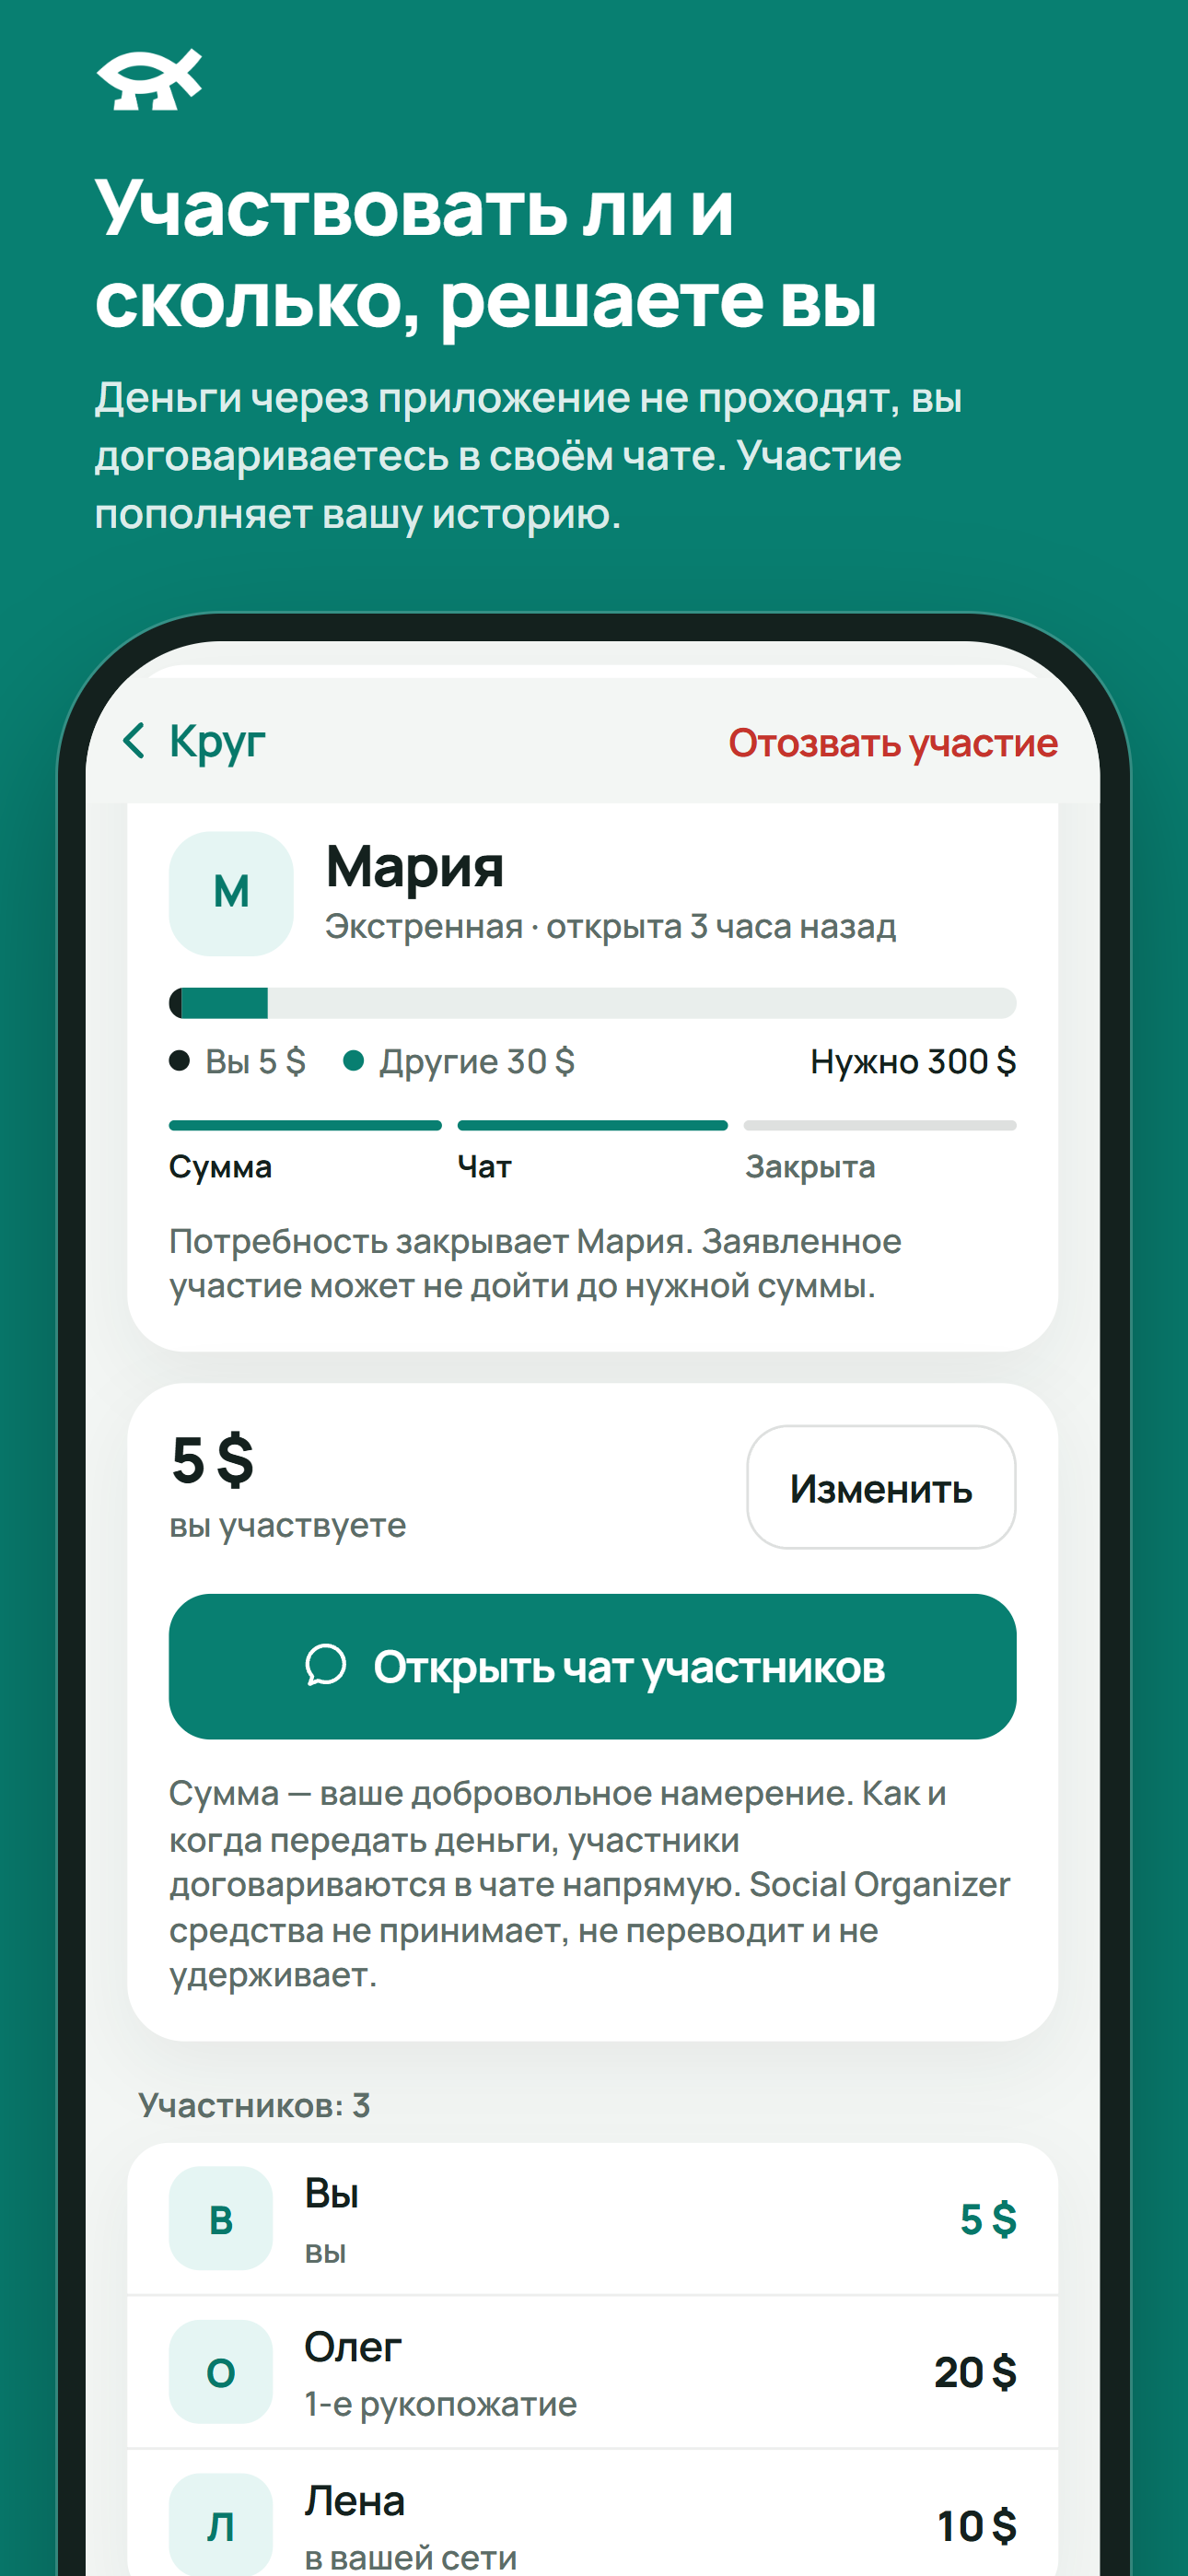 Участвовать ли и
сколько, решаете вы
Деньги через приложение не проходят, вы
договариваетесь в своём чате. Участие
пополняет вашу историю.
Круг
Отозвать участие
М
Мария
Экстренная · открыта 3 часа назад
Вы 5 $
Другие 30 $
Нужно 300 $
Сумма
Чат
Закрыта
Потребность закрывает Мария. Заявленное
участие может не дойти до нужной суммы.
5 $
вы участвуете
Изменить
Открыть чат участников
Сумма — ваше добровольное намерение. Как и
когда передать деньги, участники
договариваются в чате напрямую. Social Organizer
средства не принимает, не переводит и не
удерживает.
Участников: 3
В
Вы
вы
5 $
О
Олег
1-е рукопожатие
20 $
Л
Лена
в вашей сети
10 $